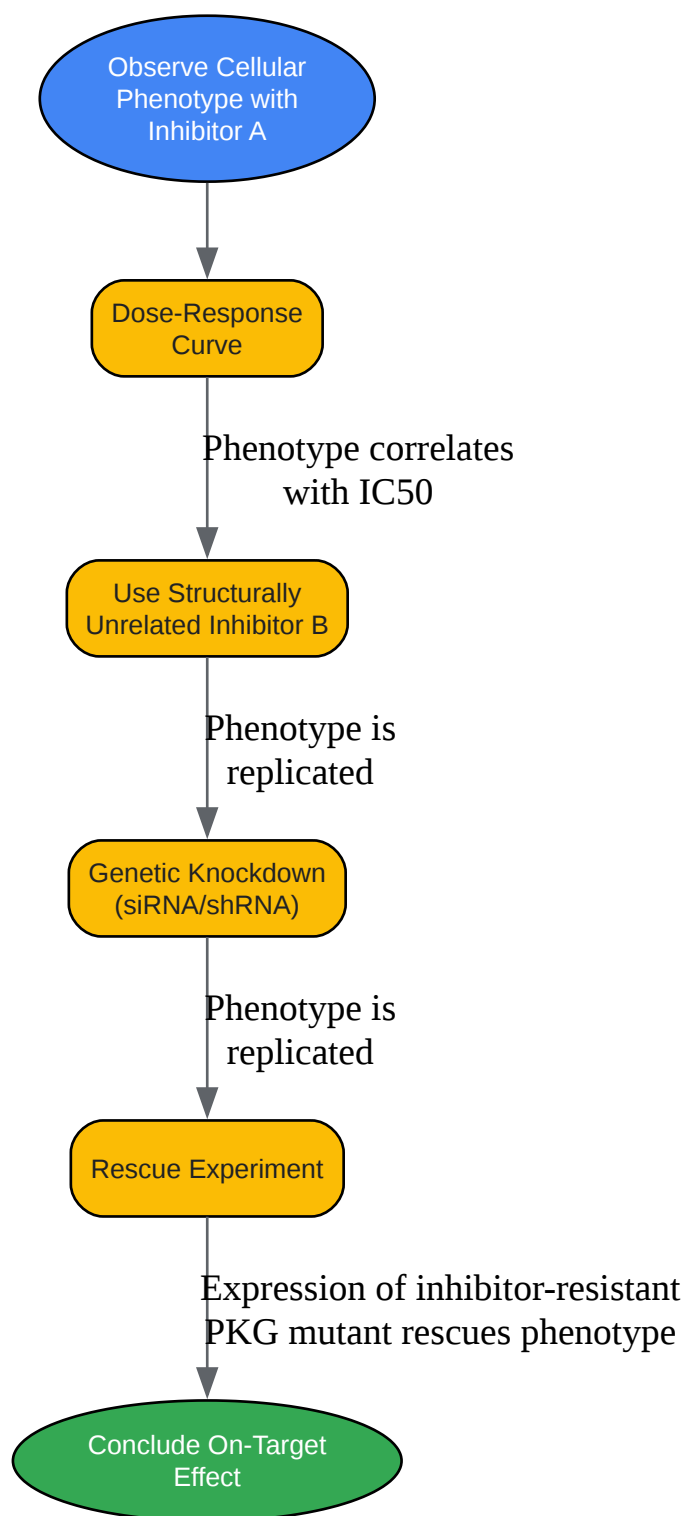 Observe Cellular
Phenotype with
Inhibitor A
Dose-Response
Curve
Phenotype correlates
with IC50
Use Structurally
Unrelated Inhibitor B
Phenotype is
replicated
Genetic Knockdown
(siRNA/shRNA)
Phenotype is
replicated
Rescue Experiment
Expression of inhibitor-resistant
PKG mutant rescues phenotype
Conclude On-Target
Effect